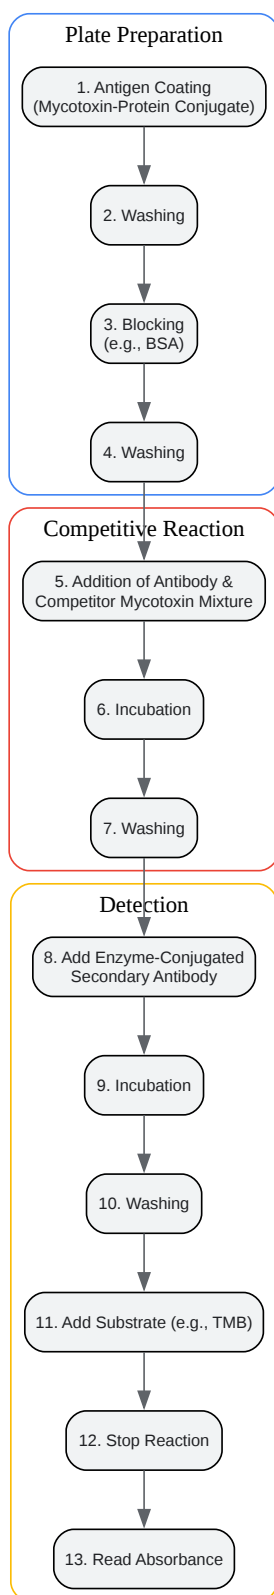 Plate Preparation
1. Antigen Coating
(Mycotoxin-Protein Conjugate)
2. Washing
3. Blocking
(e.g., BSA)
4. Washing
Competitive Reaction
5. Addition of Antibody &
Competitor Mycotoxin Mixture
6. Incubation
7. Washing
Detection
8. Add Enzyme-Conjugated
Secondary Antibody
9. Incubation
10. Washing
11. Add Substrate (e.g., TMB)
12. Stop Reaction
13. Read Absorbance